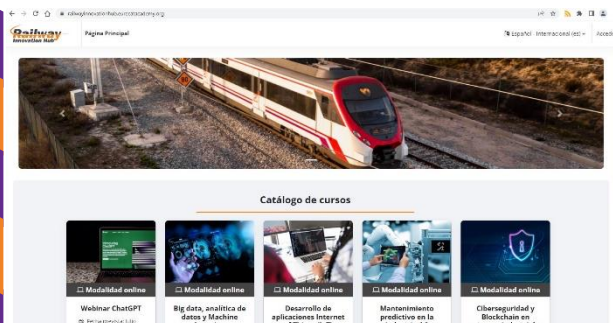 Railway
Innovation Hub
Página Principal
Español - Internacional (es)
Catálogo de cursos
Modalidad online
Webinar ChatGPT
Modalidad online
Big data, analítica de
datos y Machine
Modalidad online
Desarrollo de
aplicaciones Internet
Modalidad online
Mantenimiento
predictivo en la
Modalidad online
Ciberseguridad y
Blockchain en